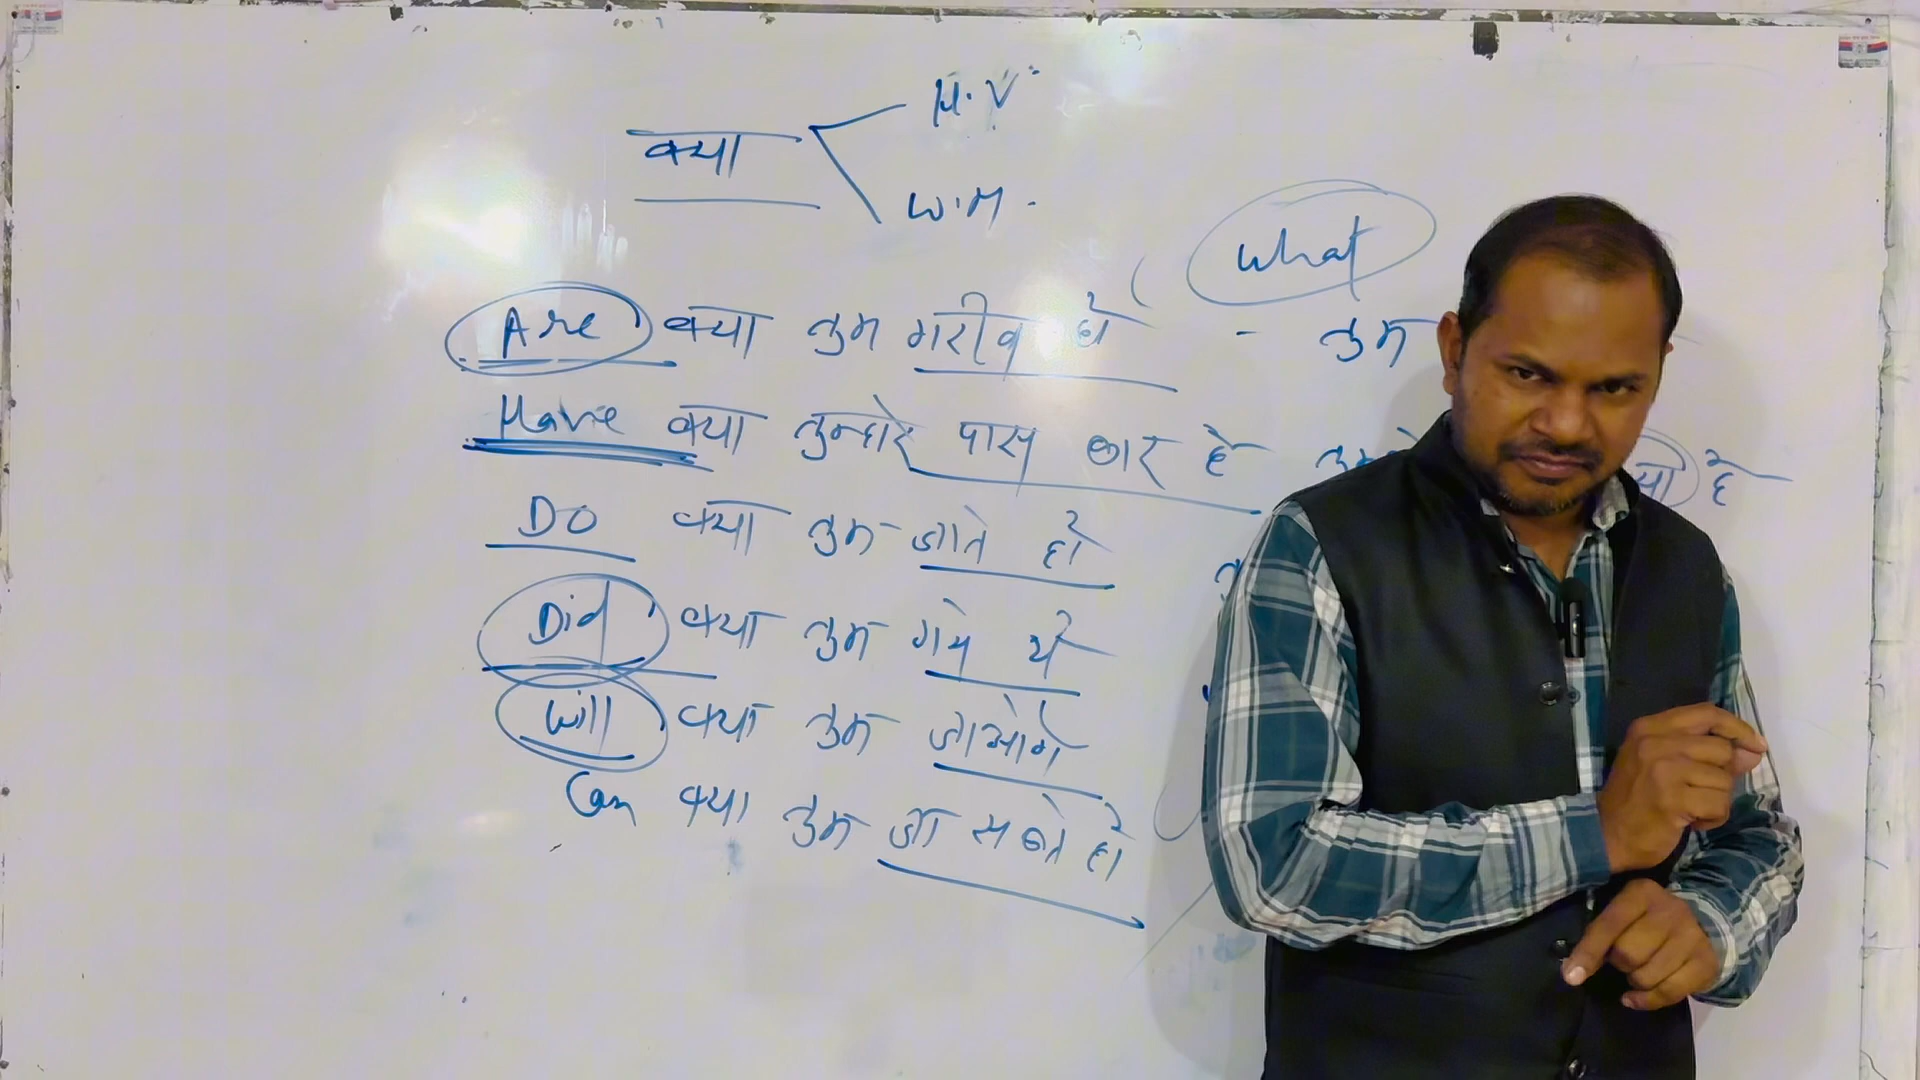 H.V
क्या
W.H.
What
Are क्या तुम गरीब हो - तुम
Have क्या तुम्हारे पास कार है है
Do क्या तुम जाते हो
Did क्या तुम गये थे
Will क्या तुम जाओगे
Can क्या तुम जा सकते हो